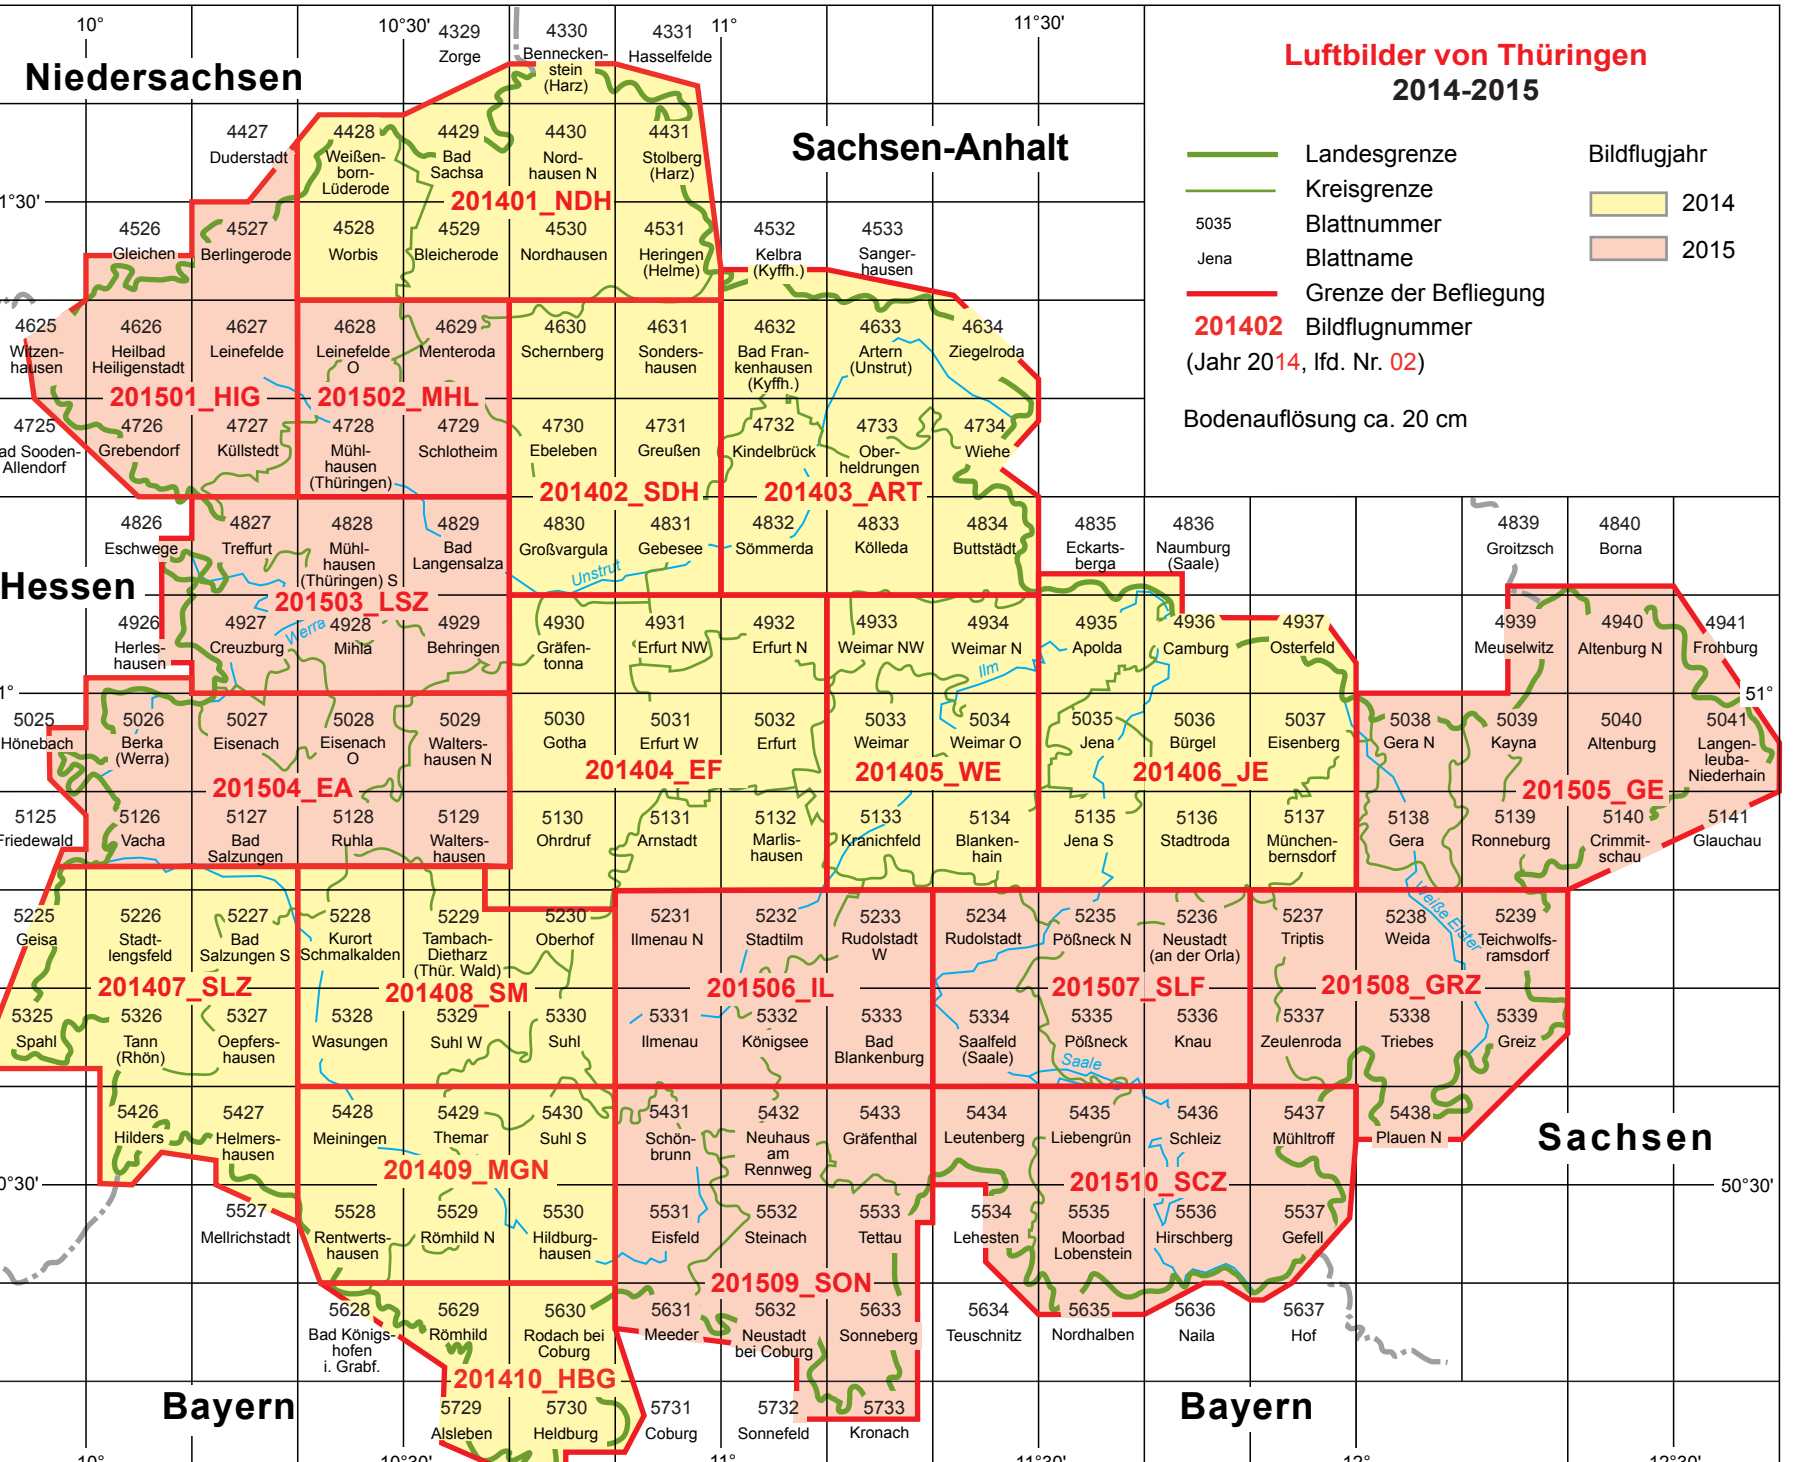 10°
10°30'
11°
11°30'
4329
Zorge
4330
Bennecken-
stein
(Harz)
4331
Hasselfelde
Luftbilder von Thüringen
2014-2015
Niedersachsen
Sachsen-Anhalt
4427
Duderstadt
4428
Weißen-
born-
Lüderode
4429
Bad
Sachsa
4430
Nord-
hausen N
4431
Stolberg
(Harz)
201401_NDH
Landesgrenze
Kreisgrenze
5035
Blattnummer
Jena
Blattname
Grenze der Befliegung
201402
Bildflugnummer
(Jahr 2014, lfd. Nr. 02)
Bodenauflösung ca. 20 cm
Bildflugjahr
2014
2015
1°30'
4526
Gleichen
4527
Berlingerode
4528
Worbis
4529
Bleicherode
4530
Nordhausen
4531
Heringen
(Helme)
4532
Kelbra
(Kyffh.)
4533
Sanger-
hausen
4625
Witzen-
hausen
4626
Heilbad
Heiligenstadt
4627
Leinefelde
4628
Leinefelde
O
4629
Menteroda
4630
Schernberg
4631
Sonders-
hausen
4632
Bad Fran-
kenhausen
(Kyffh.)
4633
Artern
(Unstrut)
4634
Ziegelroda
201501_HIG
201502_MHL
4725
ad Sooden-
Allendorf
4726
Grebendorf
4727
Küllstedt
4728
Mühl-
hausen
(Thüringen)
4729
Schlotheim
4730
Ebeleben
4731
Greußen
4732
Kindelbrück
4733
Ober-
heldrungen
4734
Wiehe
201402_SDH
201403_ART
4826
Eschwege
4827
Treffurt
4828
Mühl-
hausen
(Thüringen) S
4829
Bad
Langensalza
4830
Großvargula
4831
Gebesee
4832
Sömmerda
4833
Kölleda
4834
Buttstädt
4835
Eckarts-
berga
4836
Naumburg
(Saale)
4839
Groitzsch
4840
Borna
Unstrut
Hessen
201503_LSZ
4926
Herles-
hausen
4927
Creuzburg
Werra
4928
Mihla
4929
Behringen
4930
Gräfen-
tonna
4931
Erfurt NW
4932
Erfurt N
4933
Weimar NW
4934
Weimar N
Ilm
4935
Apolda
4936
Camburg
4937
Osterfeld
4939
Meuselwitz
4940
Altenburg N
4941
Frohburg
1°
51°
5025
Hönebach
5026
Berka
(Werra)
5027
Eisenach
5028
Eisenach
O
5029
Walters-
hausen N
5030
Gotha
5031
Erfurt W
5032
Erfurt
5033
Weimar
5034
Weimar O
5035
Jena
5036
Bürgel
5037
Eisenberg
5038
Gera N
5039
Kayna
5040
Altenburg
5041
Langen-
leuba-
Niederhain
201504_EA
201404_EF
201405_WE
201406_JE
201505_GE
5125
Friedewald
5126
Vacha
5127
Bad
Salzungen
5128
Ruhla
5129
Walters-
hausen
5130
Ohrdruf
5131
Arnstadt
5132
Marlis-
hausen
5133
Kranichfeld
5134
Blanken-
hain
5135
Jena S
5136
Stadtroda
5137
München-
bernsdorf
5138
Gera
5139
Ronneburg
5140
Crimmit-
schau
5141
Glauchau
Weiße Elster
5225
Geisa
5226
Stadt-
lengsfeld
5227
Bad
Salzungen S
5228
Kurort
Schmalkalden
5229
Tambach-
Dietharz
(Thür. Wald)
5230
Oberhof
5231
Ilmenau N
5232
Stadtilm
5233
Rudolstadt
W
5234
Rudolstadt
5235
Pößneck N
5236
Neustadt
(an der Orla)
5237
Triptis
5238
Weida
5239
Teichwolfs-
ramsdorf
201407_SLZ
201408_SM
201506_IL
201507_SLF
201508_GRZ
5325
Spahl
5326
Tann
(Rhön)
5327
Oepfers-
hausen
5328
Wasungen
5329
Suhl W
5330
Suhl
5331
Ilmenau
5332
Königsee
5333
Bad
Blankenburg
5334
Saalfeld
(Saale)
5335
Pößneck
Saale
5336
Knau
5337
Zeulenroda
5338
Triebes
5339
Greiz
5426
Hilders
5427
Helmers-
hausen
5428
Meiningen
5429
Themar
5430
Suhl S
5431
Schön-
brunn
5432
Neuhaus
am
Rennweg
5433
Gräfenthal
5434
Leutenberg
5435
Liebengrün
5436
Schleiz
5437
Mühltroff
5438
Plauen N
Sachsen
201409_MGN
201510_SCZ
0°30'
50°30'
5527
Mellrichstadt
5528
Rentwerts-
hausen
5529
Römhild N
5530
Hildburg-
hausen
5531
Eisfeld
5532
Steinach
5533
Tettau
5534
Lehesten
5535
Moorbad
Lobenstein
5536
Hirschberg
5537
Gefell
201509_SON
5628
Bad Königs-
hofen
i. Grabf.
5629
Römhild
5630
Rodach bei
Coburg
5631
Meeder
5632
Neustadt
bei Coburg
5633
Sonneberg
5634
Teuschnitz
5635
Nordhalben
5636
Naila
5637
Hof
201410_HBG
Bayern
Bayern
5729
Alsleben
5730
Heldburg
5731
Coburg
5732
Sonnefeld
5733
Kronach
10°
10°30'
11°
11°30'
12°
12°30'